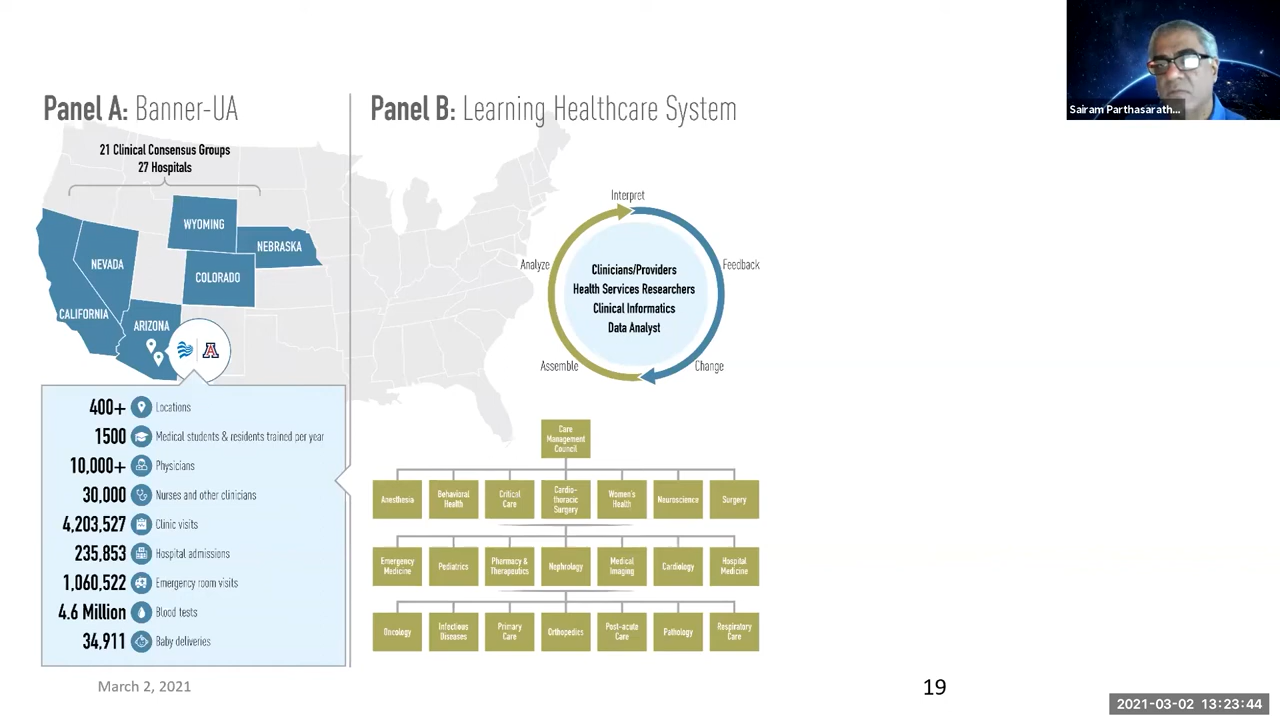 Panel A: Banner-UA
21 Clinical Consensus Groups
27 Hospitals
WYOMING
NEBRASKA
NEVADA
COLORADO
CALIFORNIA
ARIZONA
A
400+ Locations
1500 Medical students & residents trained per year
10,000+ Physicians
30,000 Nurses and other clinicians
4,203,527 Clinic visits
235,853 Hospital admissions
1,060,522 Emergency room visits
4.6 Million Blood tests
34,911 Baby deliveries
Panel B: Learning Healthcare System
Interpret
Analyze
Feedback
Clinicians/Providers
Health Services Researchers
Clinical Informatics
Data Analyst
Assemble
Change
Care
Management
Council
Anesthesia
Behavioral
Health
Critical
Care
Cardio-
thoracic
Surgery
Women's
Health
Neuroscience
Surgery
Emergency
Medicine
Pediatrics
Pharmacy &
Therapeutics
Nephrology
Medical
Imaging
Cardiology
Hospital
Medicine
Oncology
Infectious
Diseases
Primary
Care
Orthopedics
Post-acute
Care
Pathology
Respiratory
Care
Sairam Parthasarath...
March 2, 2021
19
2021-03-02 13:23:44